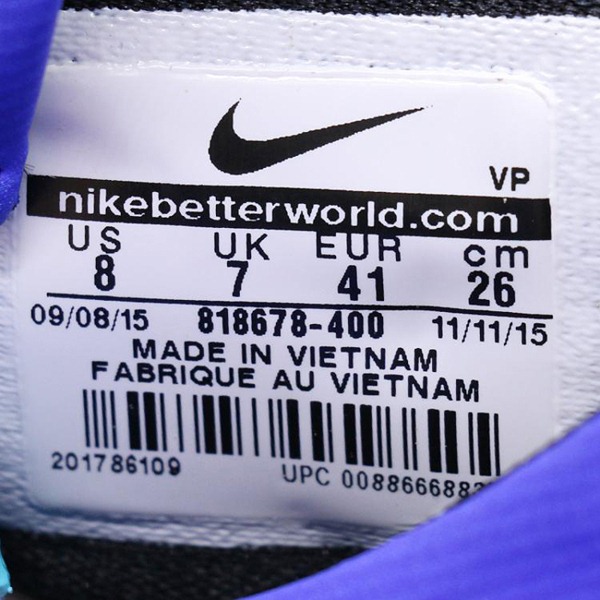 VP
nikebetterworld.com
US UK EUR cm
8 7 41 26
09/08/15 818678-400 11/11/15
MADE IN VIETNAM
FABRIQUE AU VIETNAM
201786109 UPC 0088666883